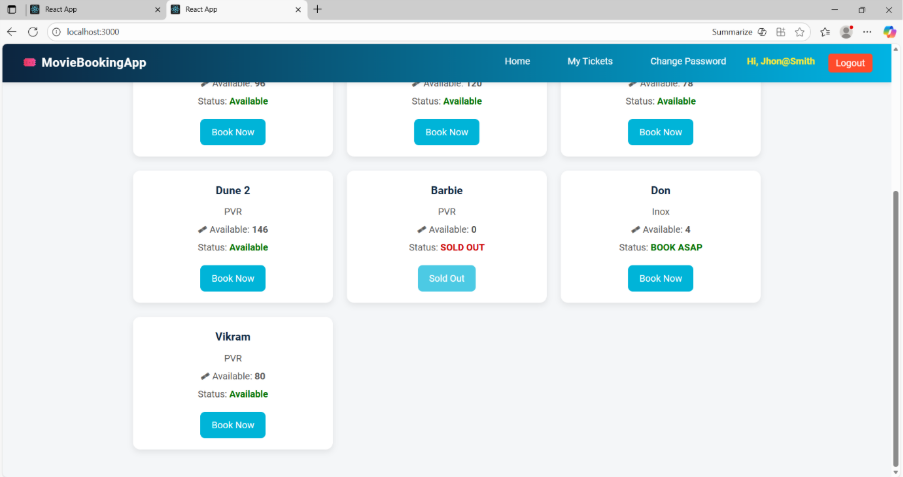 React App
React App
localhost:3000
Summarize
MovieBookingApp
Home
My Tickets
Change Password
Hi, Jhon@Smith
Logout
Available: 96
Available: 120
Available: 78
Status: Available
Status: Available
Status: Available
Book Now
Book Now
Book Now
Dune 2
PVR
Available: 146
Status: Available
Book Now
Barbie
PVR
Available: 0
Status: SOLD OUT
Sold Out
Don
Inox
Available: 4
Status: BOOK ASAP
Book Now
Vikram
PVR
Available: 80
Status: Available
Book Now